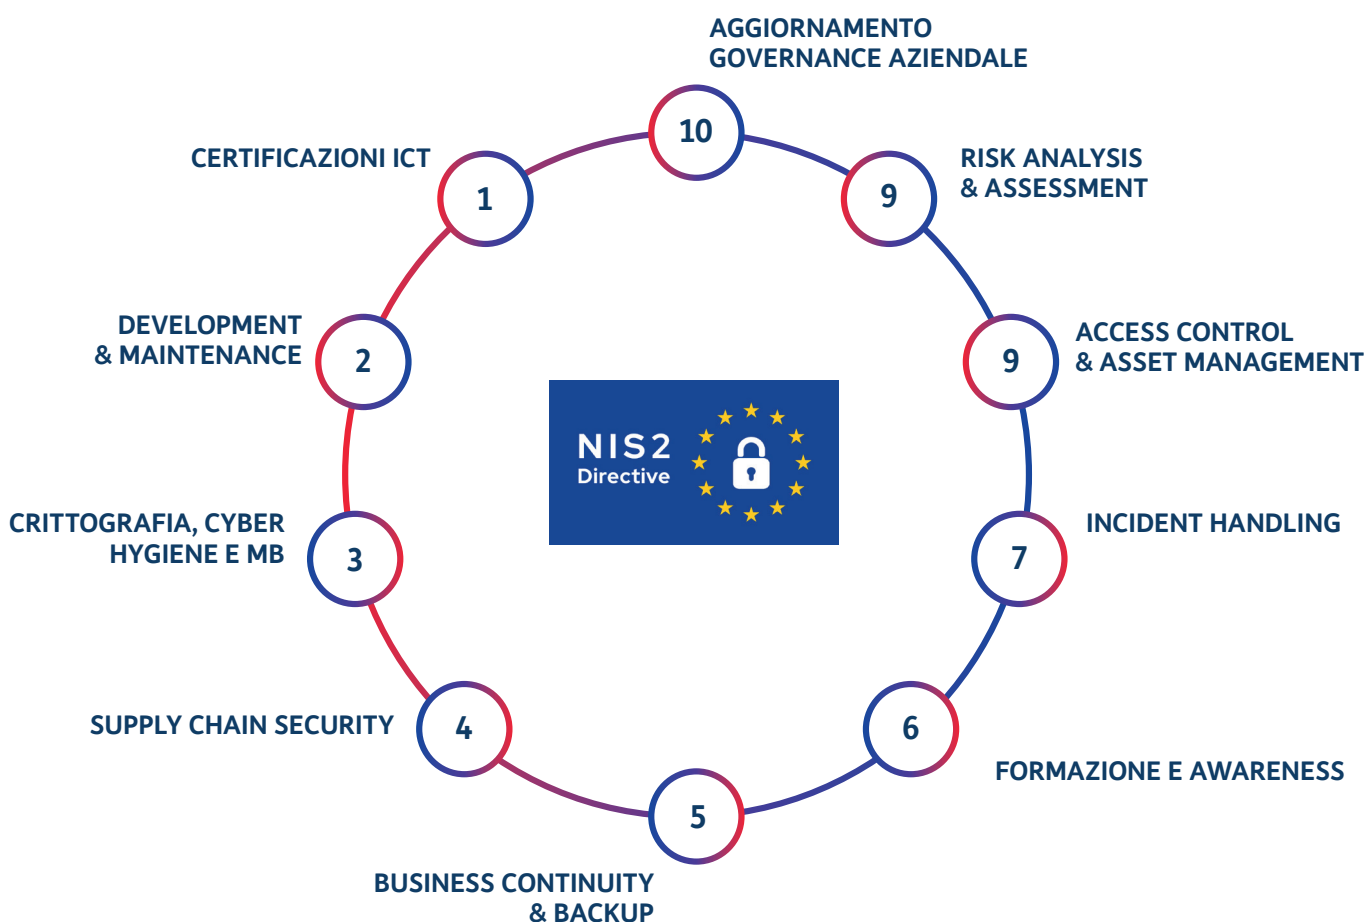 AGGIORNAMENTO
GOVERNANCE AZIENDALE
10
CERTIFICAZIONI ICT
1
RISK ANALYSIS
& ASSESSMENT
9
DEVELOPMENT
& MAINTENANCE
2
ACCESS CONTROL
& ASSET MANAGEMENT
9
NIS2
Directive
CRITTOGRAFIA, CYBER
HYGIENE E MB
3
INCIDENT HANDLING
7
SUPPLY CHAIN SECURITY
4
6
FORMAZIONE E AWARENESS
5
BUSINESS CONTINUITY
& BACKUP